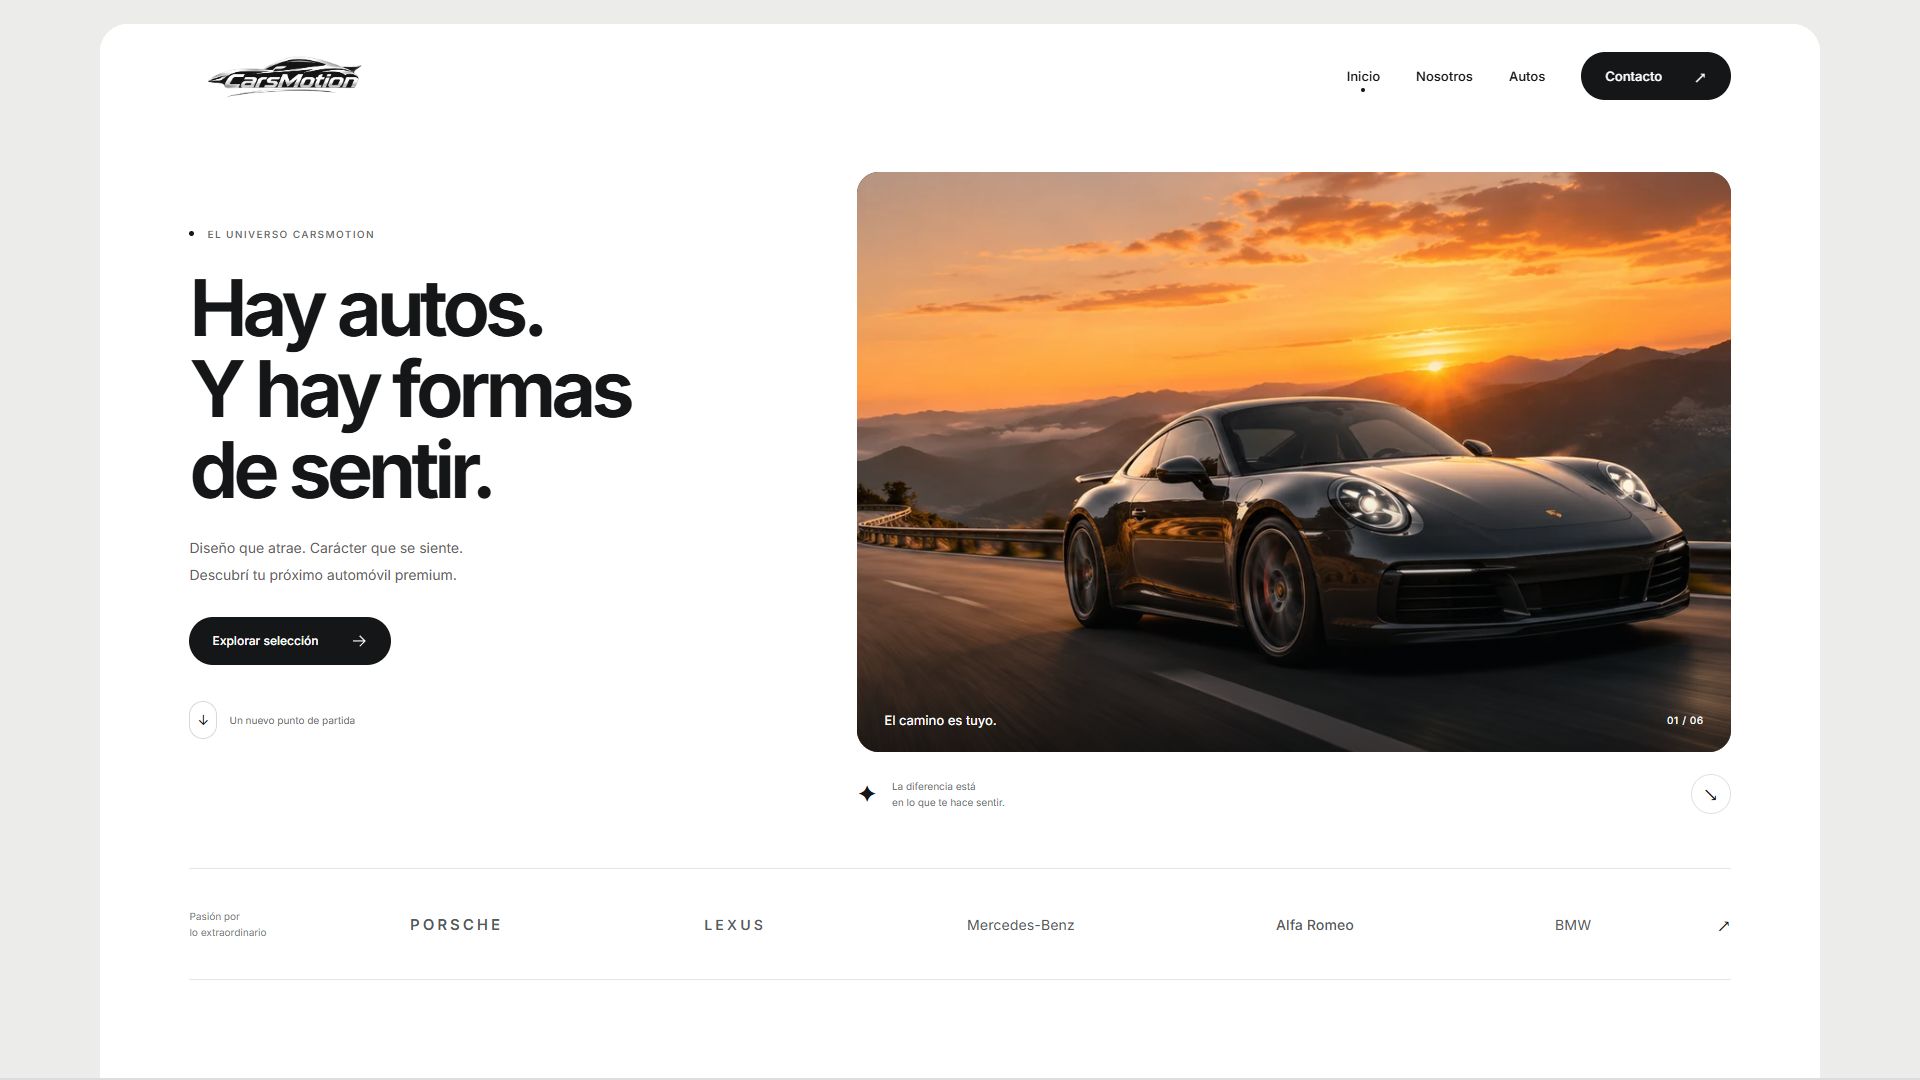 CarsMotion
Inicio
Nosotros
Autos
Contacto
EL UNIVERSO CARSMOTION
Hay autos.
Y hay formas
de sentir.
Diseño que atrae. Carácter que se siente.
Descubrí tu próximo automóvil premium.
Explorar selección
Un nuevo punto de partida
El camino es tuyo.
01 / 06
La diferencia está
en lo que te hace sentir.
Pasión por
lo extraordinario
PORSCHE
LEXUS
Mercedes-Benz
Alfa Romeo
BMW